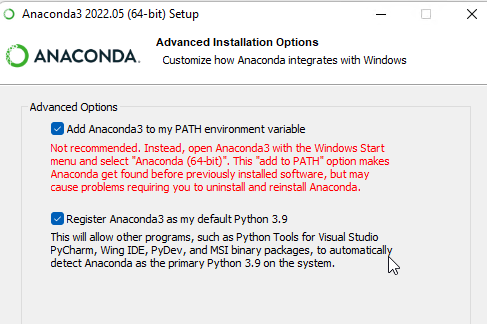 Anaconda3 2022.05 (64-bit) Setup
ANACONDA.
Advanced Installation Options
Customize how Anaconda integrates with Windows
Advanced Options
Add Anaconda3 to my PATH environment variable
Not recommended. Instead, open Anaconda3 with the Windows Start
menu and select "Anaconda (64-bit)". This "add to PATH" option makes
Anaconda get found before previously installed software, but may
cause problems requiring you to uninstall and reinstall Anaconda.
Register Anaconda3 as my default Python 3.9
This will allow other programs, such as Python Tools for Visual Studio
PyCharm, Wing IDE, PyDev, and MSI binary packages, to automatically
detect Anaconda as the primary Python 3.9 on the system.